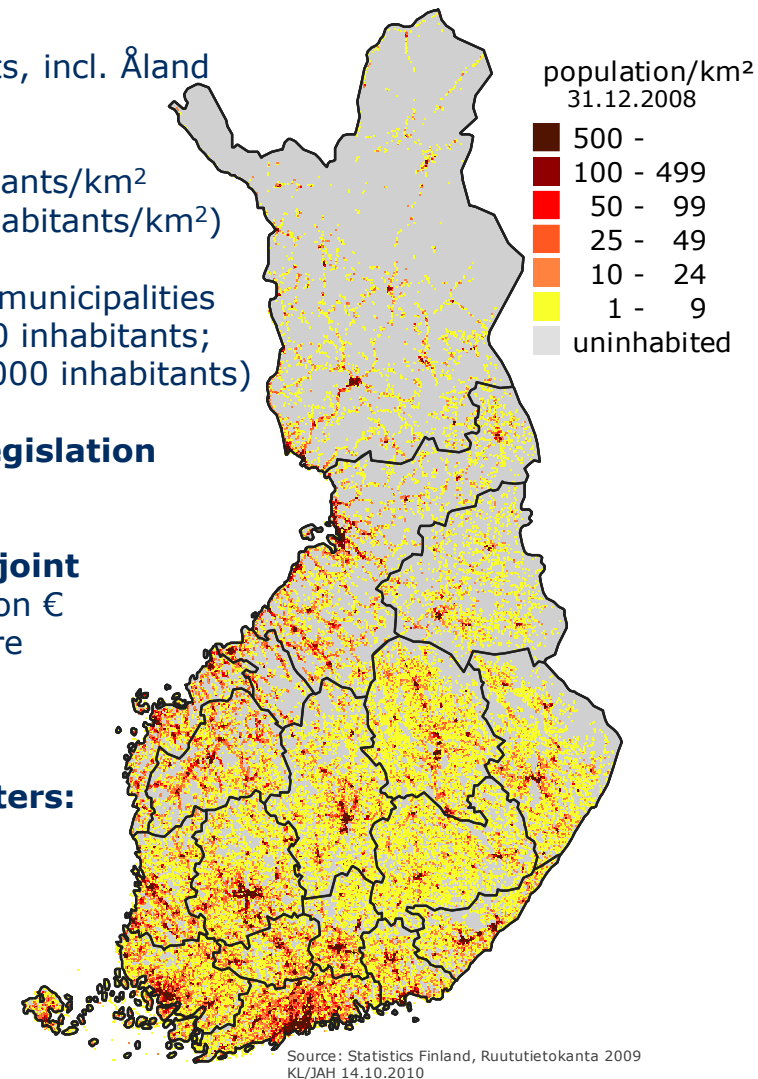 ts, incl. Åland
ants/km²
abitants/km²)
municipalities
0 inhabitants;
000 inhabitants)
egislation
joint
on €
re
ters:
population/km²
31.12.2008
500 -
100 - 499
50 - 99
25 - 49
10 - 24
1 - 9
uninhabited
Source: Statistics Finland, Ruututietokanta 2009
KL/JAH 14.10.2010